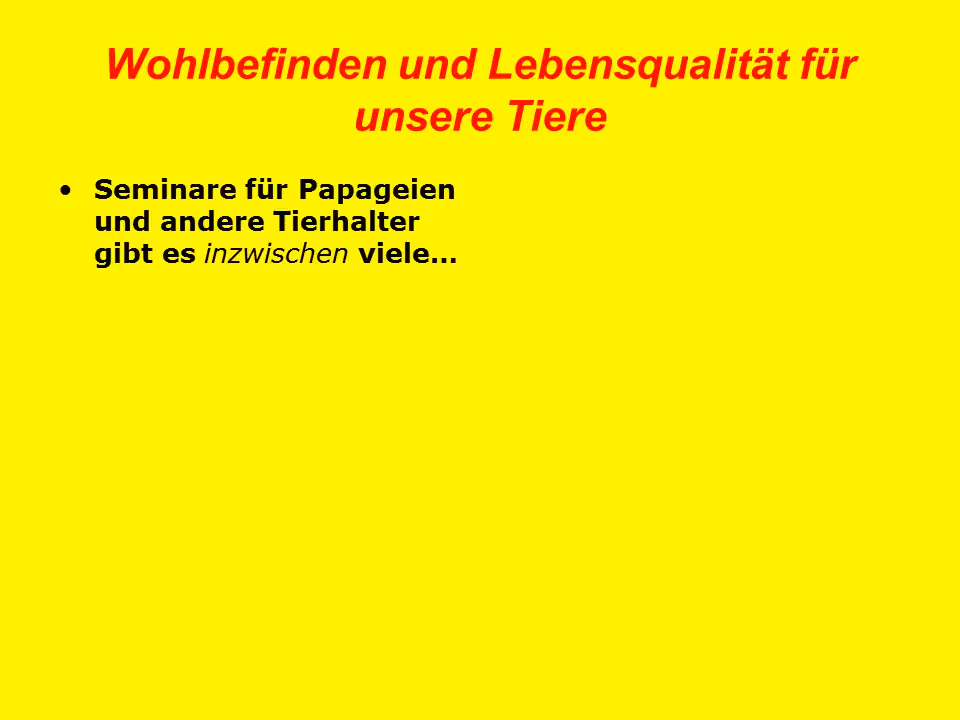 Wohlbefinden und Lebensqualität für
unsere Tiere
• Seminare für Papageien
und andere Tierhalter
gibt es inzwischen viele...